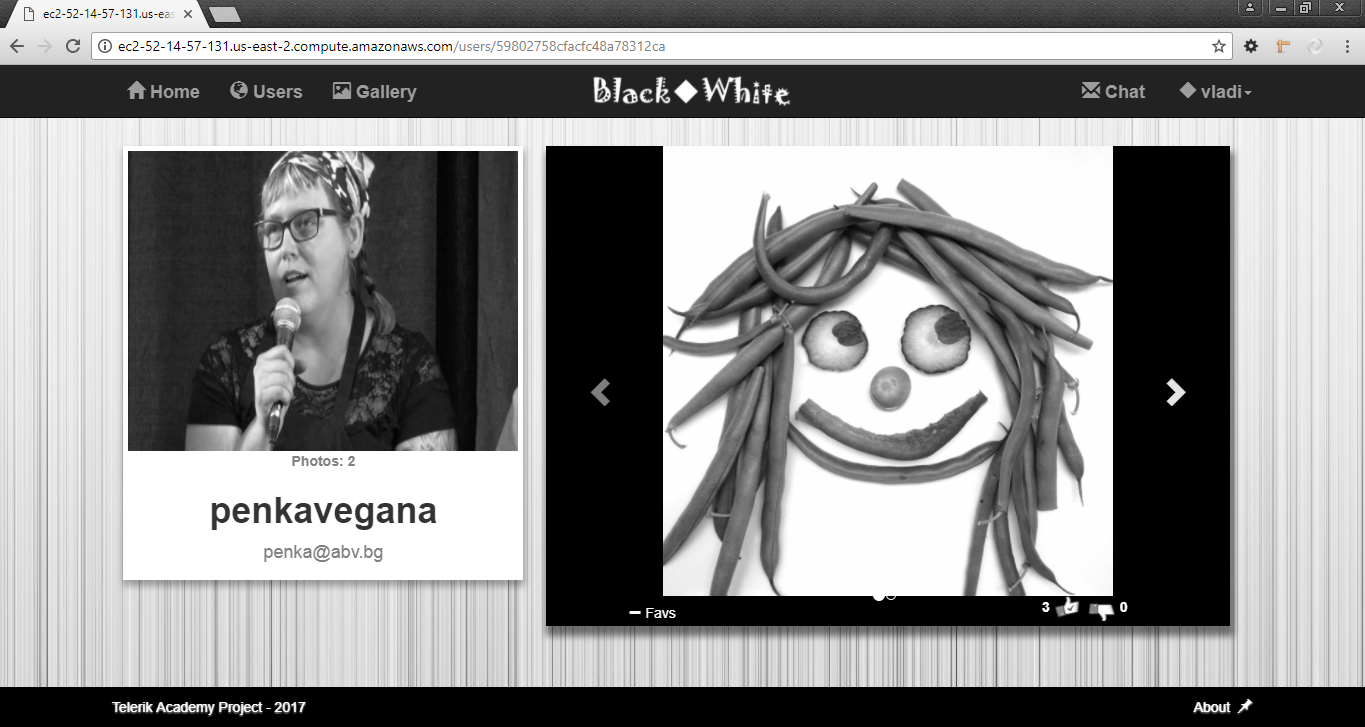 ec2-52-14-57-131.us-eas
ec2-52-14-57-131.us-east-2.compute.amazonaws.com/users/59802758cfacfc48a78312ca
Home Users Gallery Black◆White Chat vladi
Photos: 2
penkavegana
penka@abv.bg
Favs 3 0
Telerik Academy Project - 2017 About